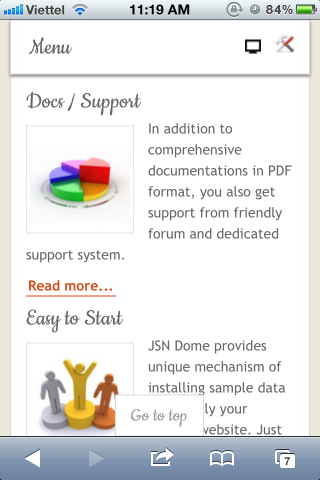 Viettel 11:19 AM 84%
Menu
Docs / Support
In addition to
comprehensive
documentations in PDF
format, you also get
support from friendly
forum and dedicated
support system.
Read more...
Easy to Start
JSN Dome provides
unique mechanism of
installing sample data
ly your
Go to top
website. Just
7